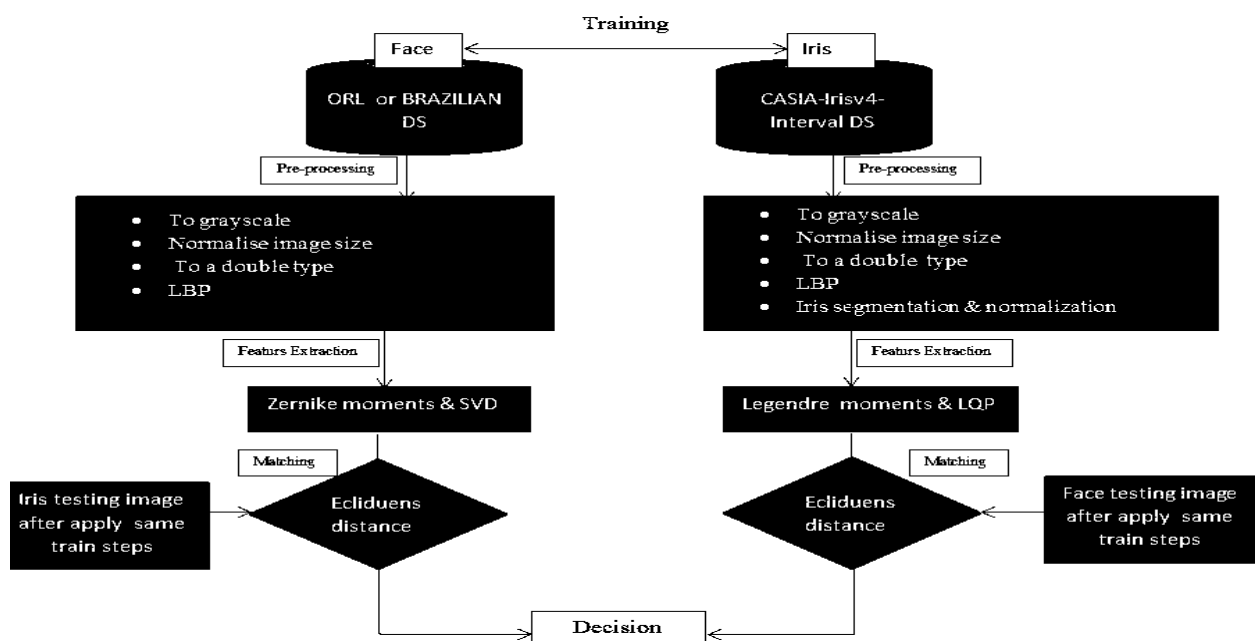 Training
Face
Iris
ORL or BRAZILIAN
DS
CASIA-Irisv4-
Interval DS
Pre-processing
Pre-processing
• To grayscale
• Normalise image size
• To a double type
• LBP
• To grayscale
• Normalise image size
• To a double type
• LBP
• Iris segmentation & normalization
Featurs Extraction
Featurs Extraction
Zernike moments & SVD
Legendre moments & LQP
Matching
Matching
Iris testing image
after apply same
train steps
Ecliduens
distance
Ecliduens
distance
Face testing image
after apply same
train steps
Decision